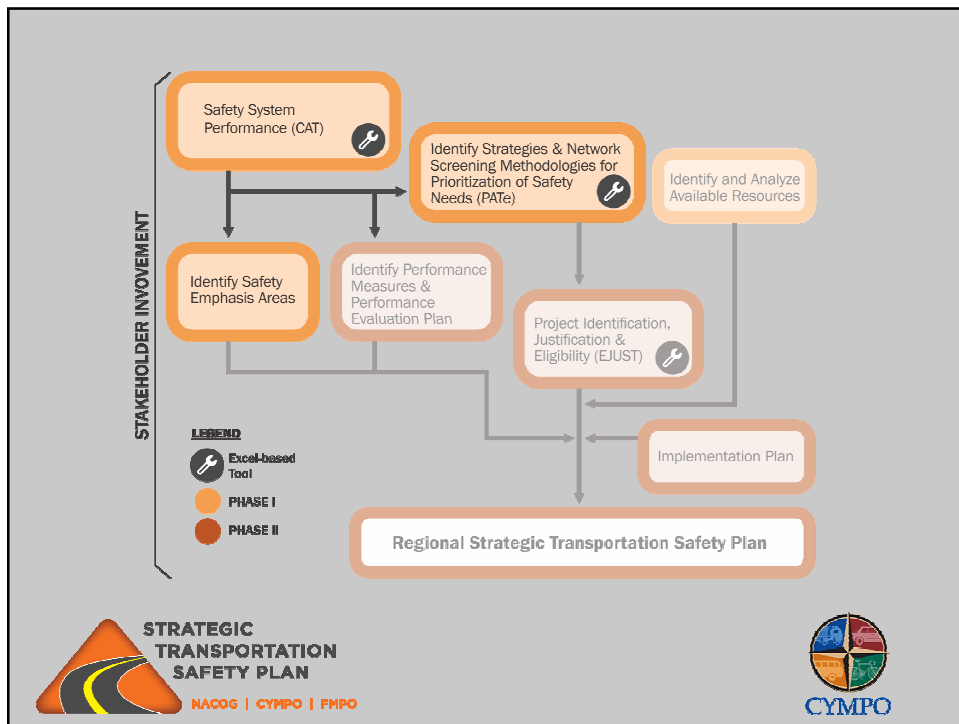 STAKEHOLDER INVOVEMENT
Safety System
Performance (CAT)
Identify Strategies & Network
Screening Methodologies for
Prioritization of Safety
Needs (PATe)
Identify and Analyze
Available Resources
Identify Safety
Emphasis Areas
Identify Performance
Measures &
Performance
Evaluation Plan
Project Identification,
Justification &
Eligibility (EJUST)
Implementation Plan
LEGEND
Excel-based
Tool
PHASE I
PHASE II
Regional Strategic Transportation Safety Plan
STRATEGIC
TRANSPORTATION
SAFETY PLAN
NACOG | CYMPO | FMPO
CYMPO